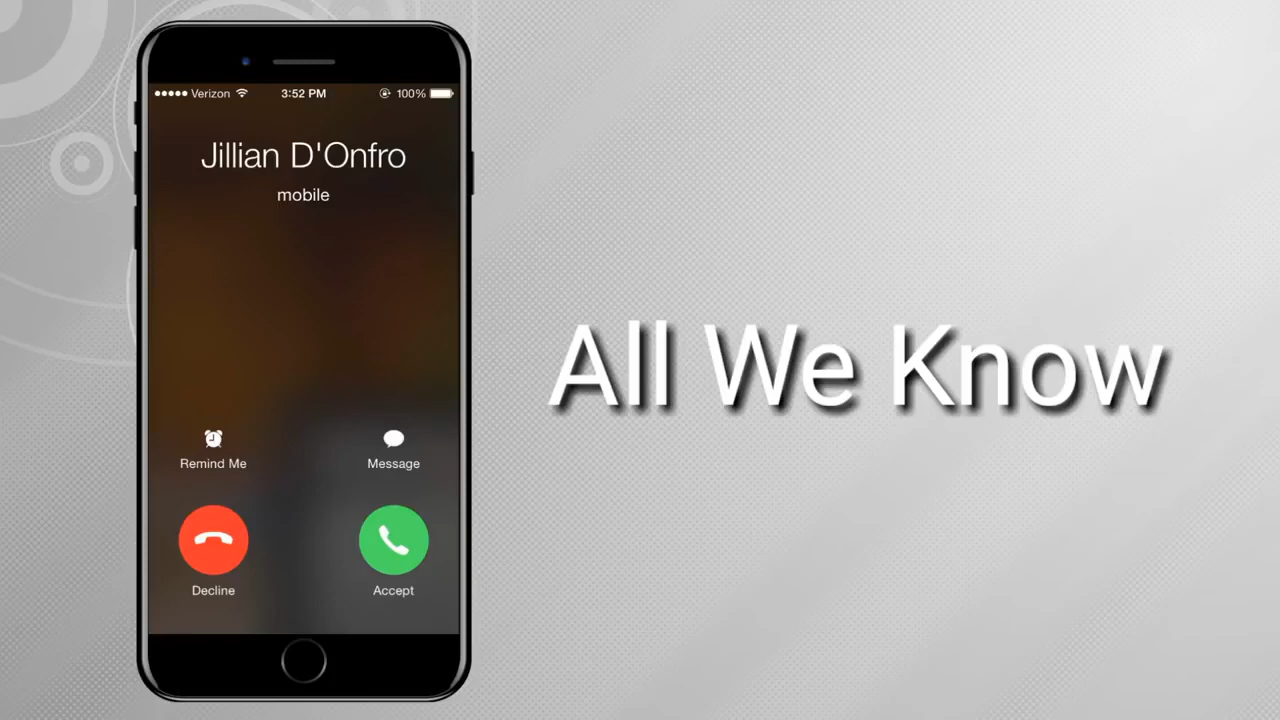 Verizon 3:52 PM 100%
Jillian D'Onfro
mobile
All We Know
Remind Me Message
Decline Accept